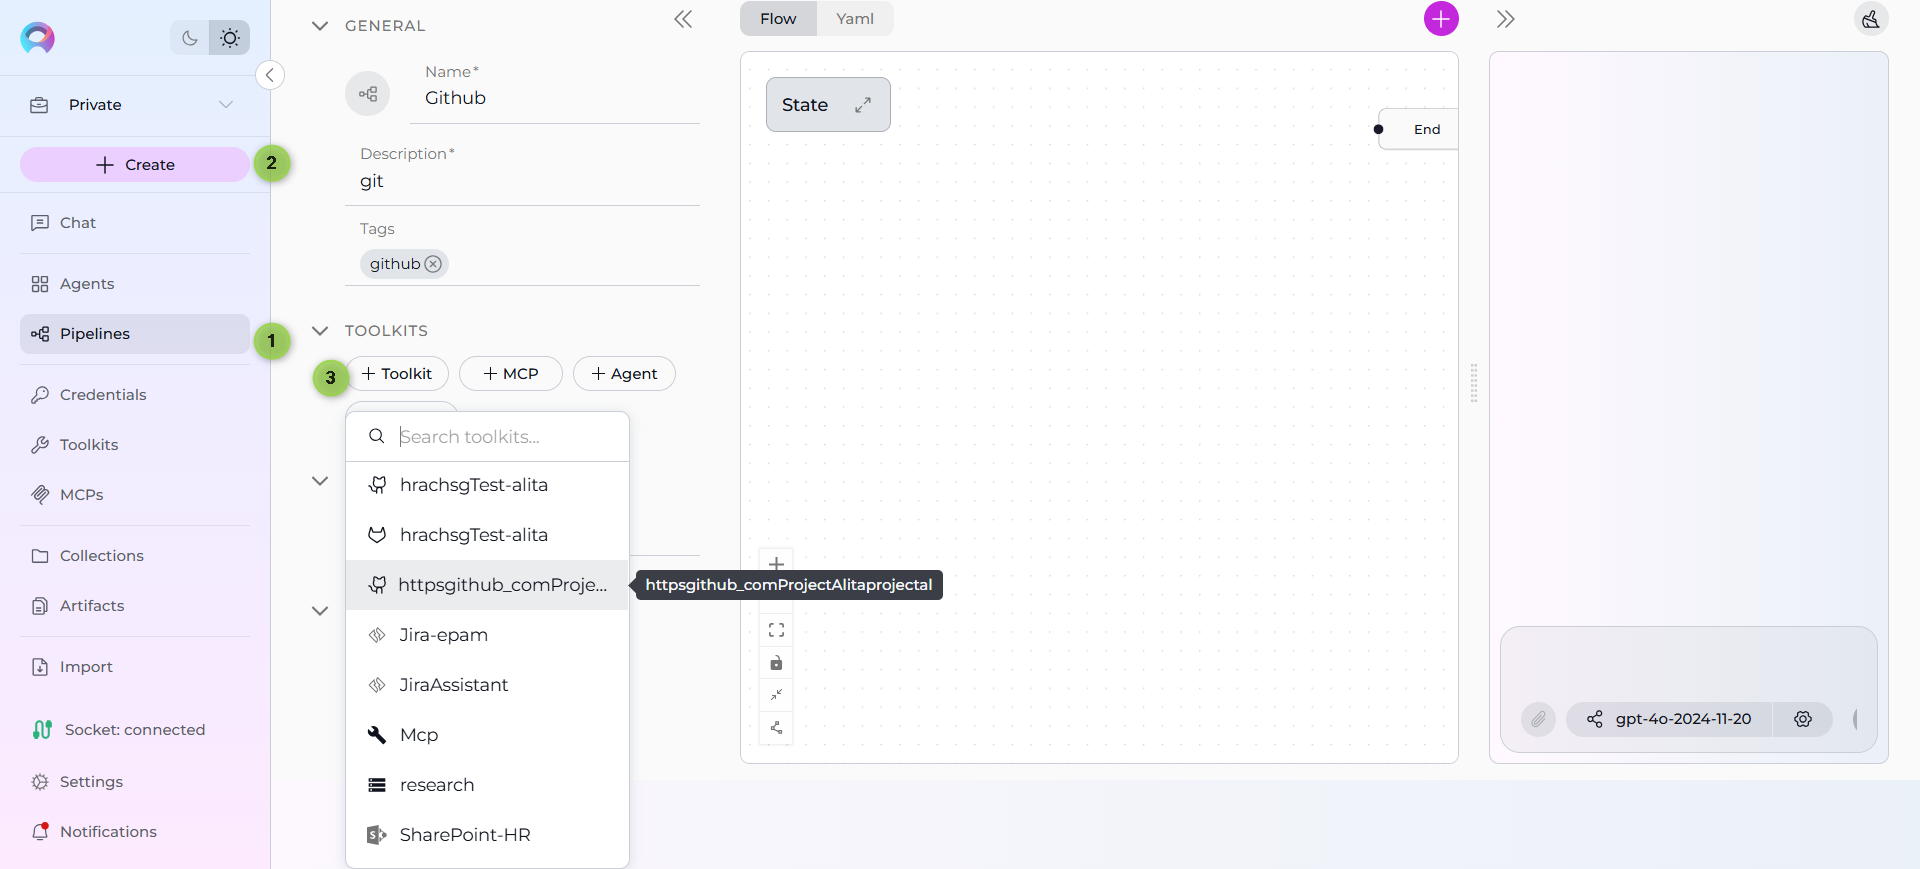 Private
Create
2
Chat
Agents
Pipelines
1
Credentials
Toolkits
MCPs
Collections
Artifacts
Import
Socket: connected
Settings
Notifications
GENERAL
Name*
Github
Description*
git
Tags
github
TOOLKITS
3
Toolkit
MCP
Agent
Search toolkits...
hrachsgTest-alita
hrachsgTest-alita
httpsgithub_comProje...
httpsgithub_comProjectAlitaprojectal
Jira-epam
JiraAssistant
Mcp
research
SharePoint-HR
Flow
Yaml
State
End
gpt-4o-2024-11-20